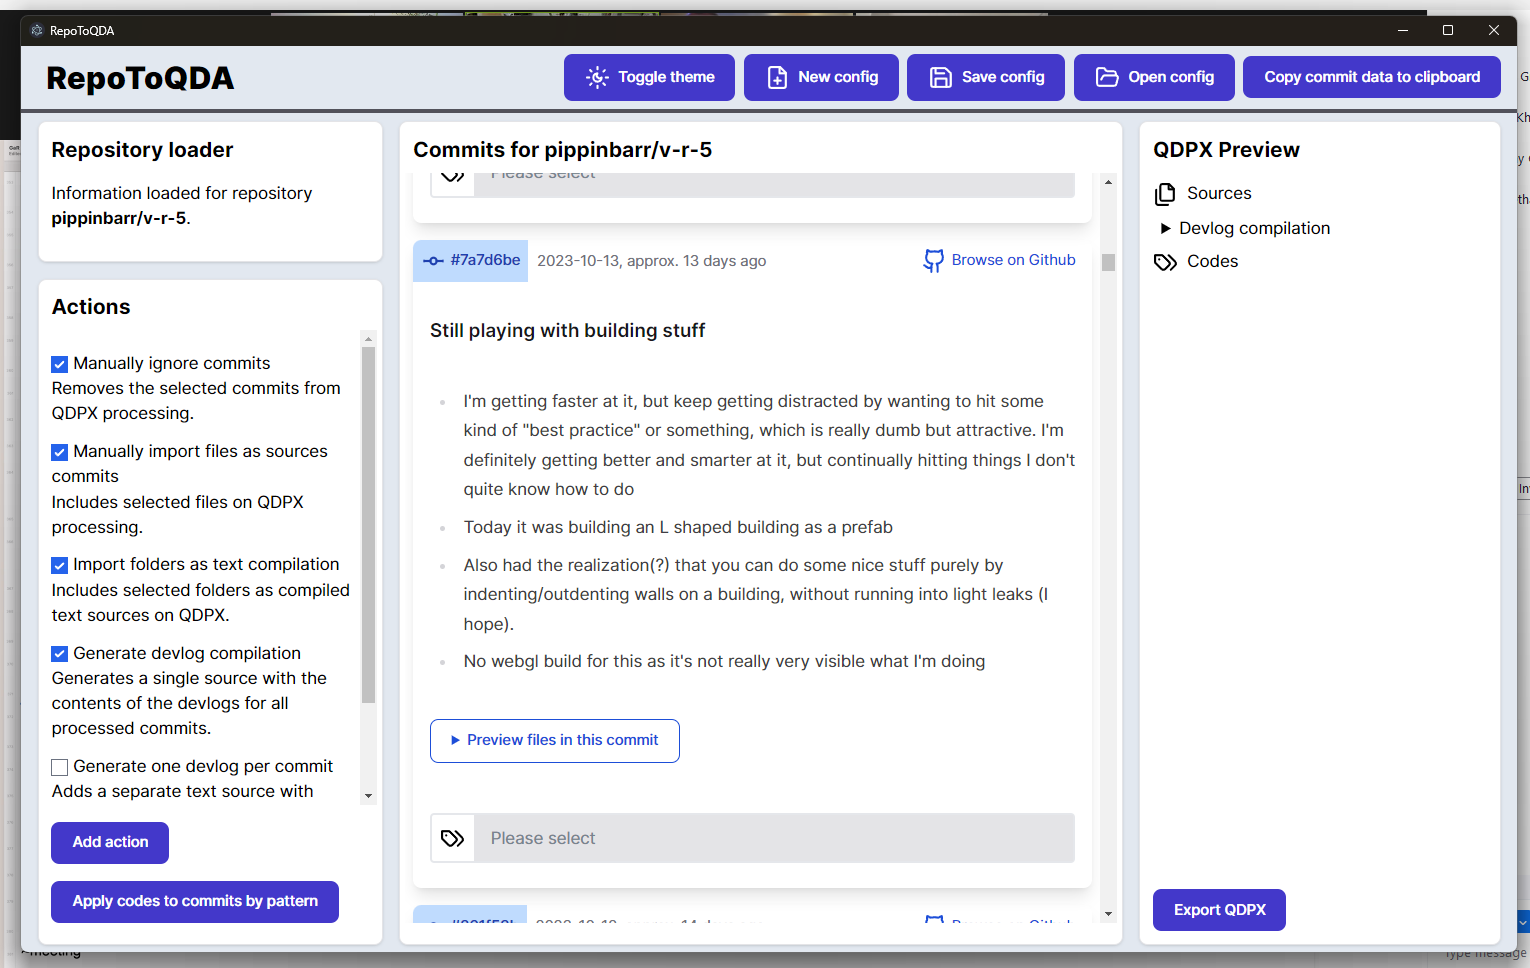 RepoToQDA
RepoToQDA
Toggle theme
New config
Save config
Open config
Copy commit data to clipboard
Repository loader
Information loaded for repository
pippinbarr/v-r-5.
Actions
Manually ignore commits
Removes the selected commits from
QDPX processing.
Manually import files as sources
commits
Includes selected files on QDPX
processing.
Import folders as text compilation
Includes selected folders as compiled
text sources on QDPX.
Generate devlog compilation
Generates a single source with the
contents of the devlogs for all
processed commits.
Generate one devlog per commit
Adds a separate text source with
Add action
Apply codes to commits by pattern
Commits for pippinbarr/v-r-5
Please select
#7a7d6be
2023-10-13, approx. 13 days ago
Browse on Github
Still playing with building stuff
I'm getting faster at it, but keep getting distracted by wanting to hit some
kind of "best practice" or something, which is really dumb but attractive. I'm
definitely getting better and smarter at it, but continually hitting things I don't
quite know how to do
Today it was building an L shaped building as a prefab
Also had the realization(?) that you can do some nice stuff purely by
indenting/outdenting walls on a building, without running into light leaks (I
hope).
No webgl build for this as it's not really very visible what I'm doing
Preview files in this commit
Please select
Browse on Github
QDPX Preview
Sources
Devlog compilation
Codes
Export QDPX
meeting
Type message